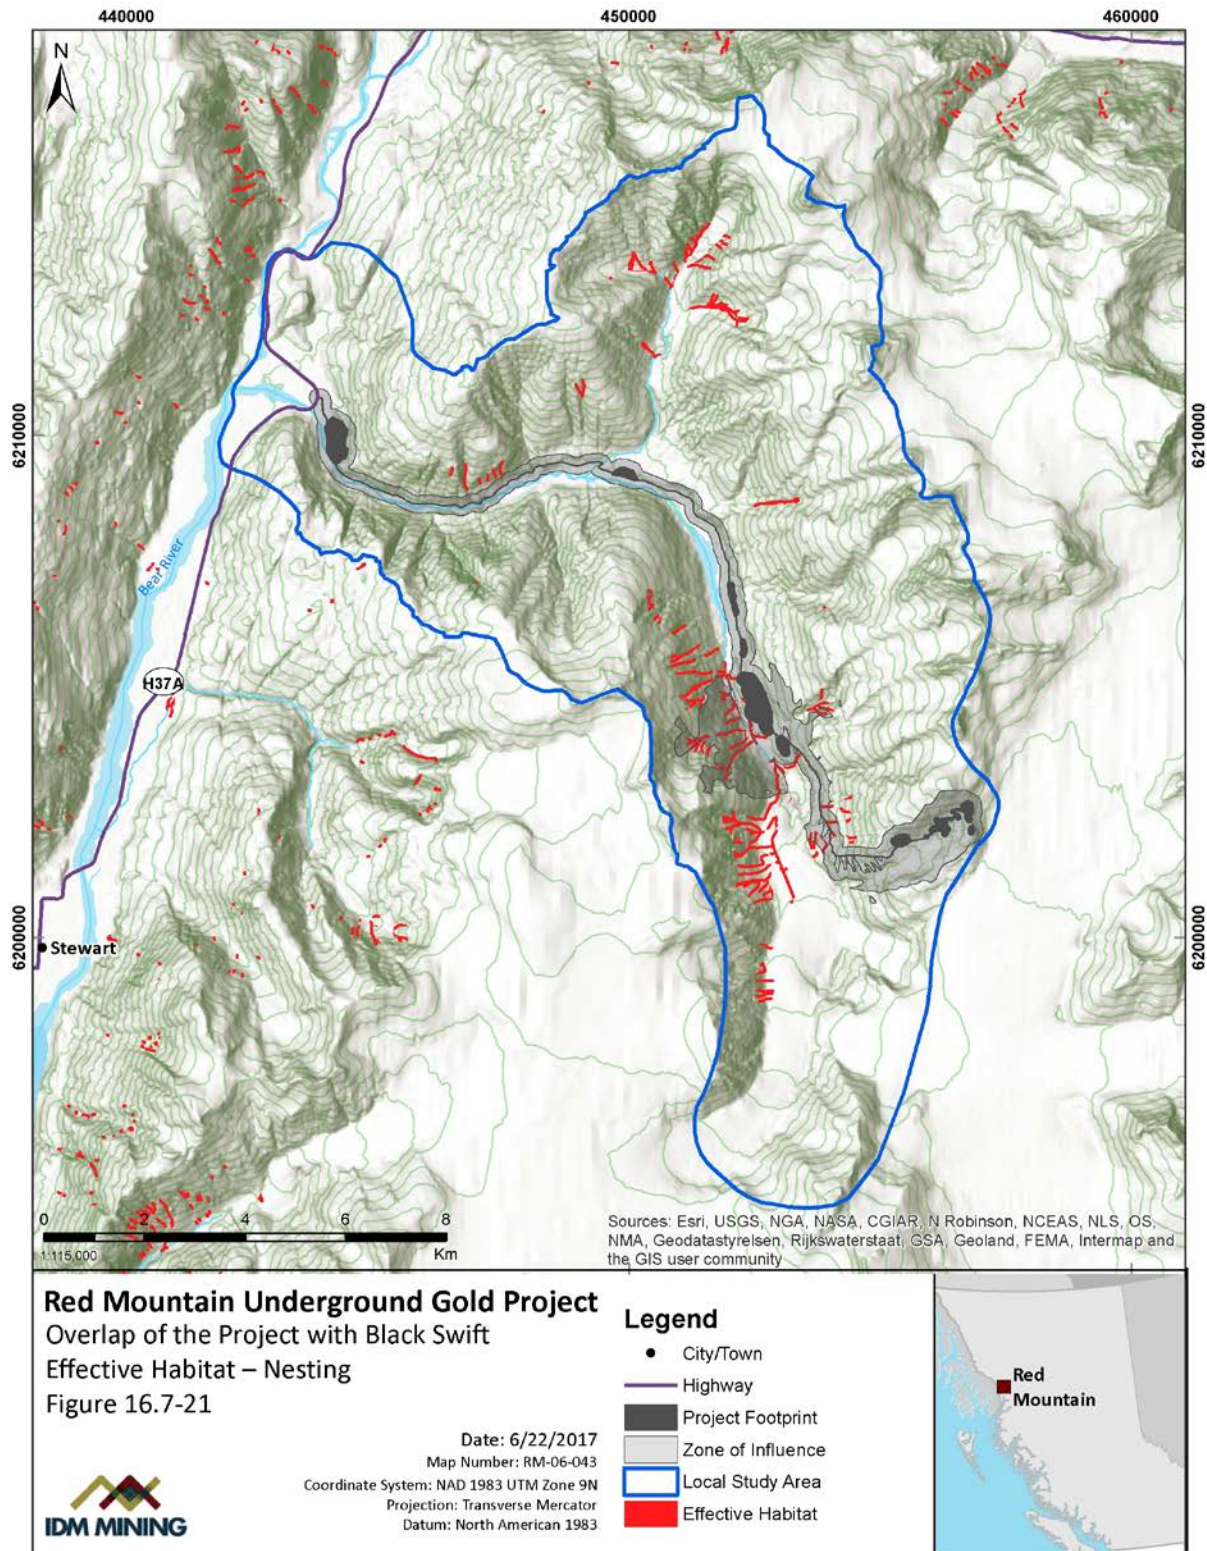 440000
450000
460000
N
6210000
6210000
Bear River
H37A
6200000
6200000
Stewart
0 2 4 6 8
Km
1:115,000
Sources: Esri, USGS, NGA, NASA, CGIAR, N Robinson, NCEAS, NLS, OS,
NMA, Geodatastyrelsen, Rijkswaterstaat, GSA, Geoland, FEMA, Intermap and
the GIS user community
Red Mountain Underground Gold Project
Overlap of the Project with Black Swift
Effective Habitat – Nesting
Figure 16.7-21
Date: 6/22/2017
Map Number: RM-06-043
Coordinate System: NAD 1983 UTM Zone 9N
Projection: Transverse Mercator
Datum: North American 1983
IDM MINING
Legend
City/Town
Highway
Project Footprint
Zone of Influence
Local Study Area
Effective Habitat
Red
Mountain